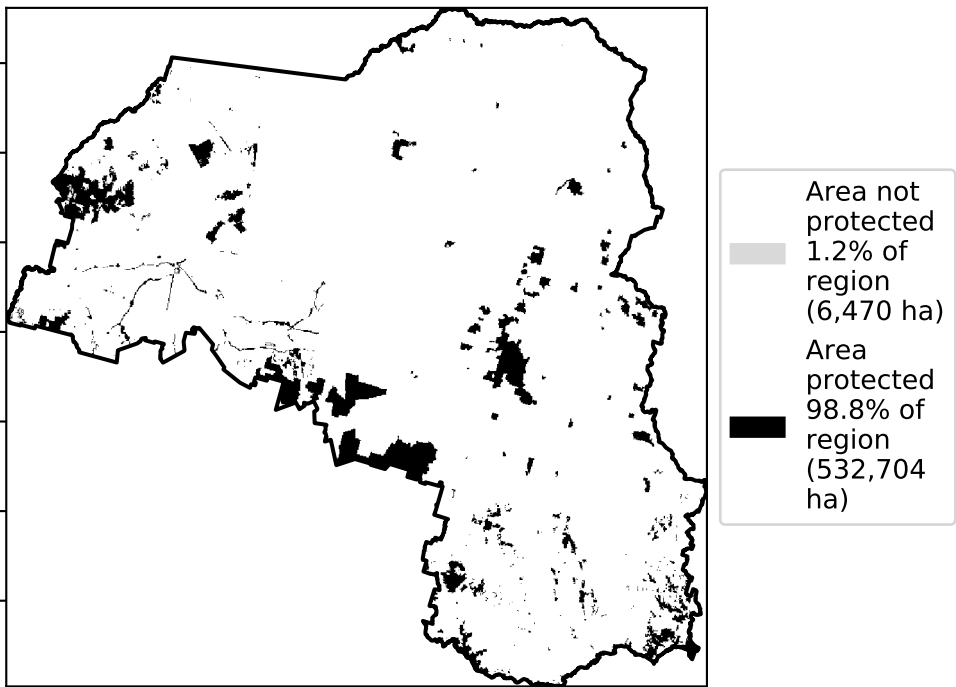 Area not
protected
1.2% of
region
(6,470 ha)
Area
protected
98.8% of
region
(532,704
ha)